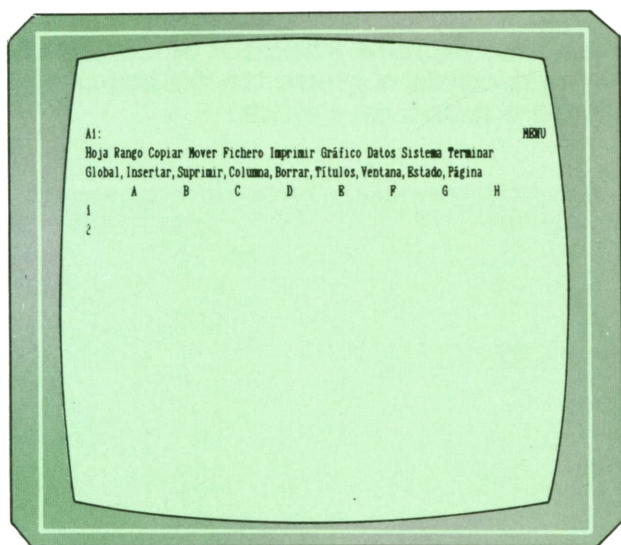 A1: MENU
Hoja Rango Copiar Mover Fichero Imprimir Gráfico Datos Sistema Terminar
Global, Insertar, Suprimir, Columna, Borrar, Títulos, Ventana, Estado, Página
A B C D E F G H
1
2